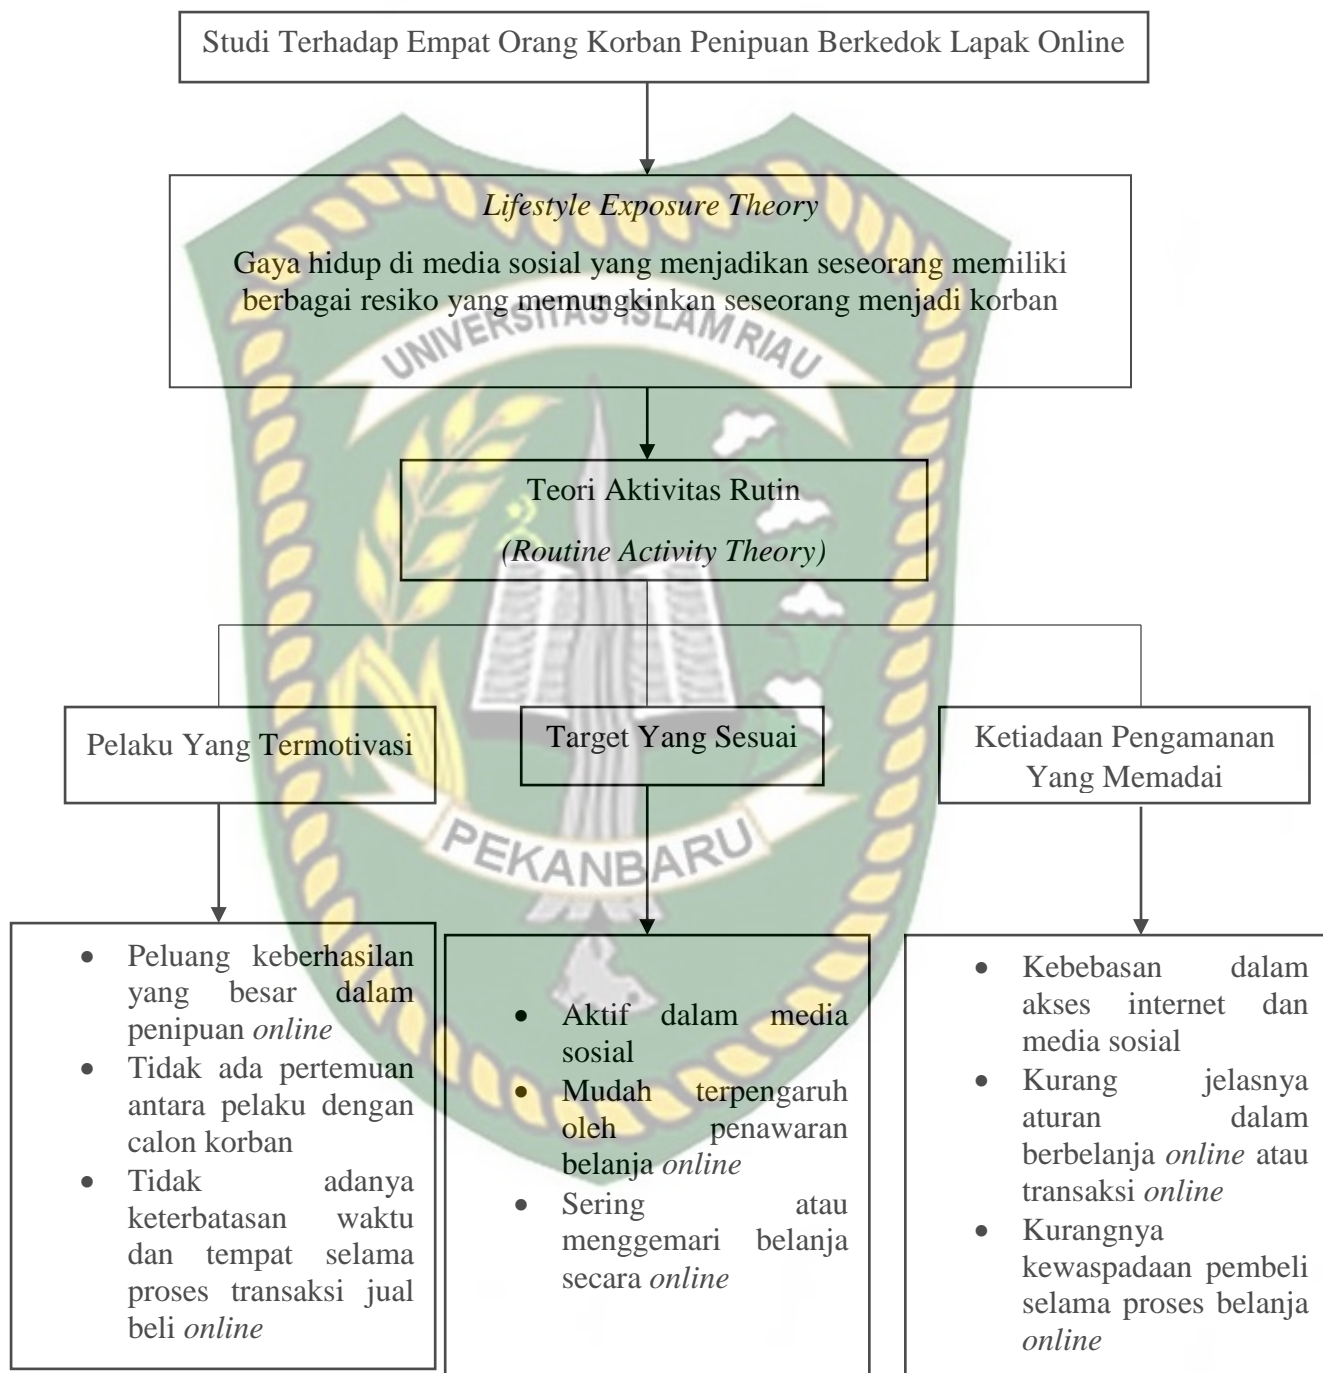 Studi Terhadap Empat Orang Korban Penipuan Berkedok Lapak Online
Lifestyle Exposure Theory
Gaya hidup di media sosial yang menjadikan seseorang memiliki
berbagai resiko yang memungkinkan seseorang menjadi korban
UNIVERSITAS ISLAM RIAU
Teori Aktivitas Rutin
(Routine Activity Theory)
Pelaku Yang Termotivasi
Target Yang Sesuai
Ketiadaan Pengamanan
Yang Memadai
PEKANBARU
• Peluang keberhasilan
yang besar dalam
penipuan online
• Tidak ada pertemuan
antara pelaku dengan
calon korban
• Tidak adanya
keterbatasan waktu
dan tempat selama
proses transaksi jual
beli online
• Aktif dalam media
sosial
• Mudah terpengaruh
oleh penawaran
belanja online
• Sering atau
menggemari belanja
secara online
• Kebebasan dalam
akses internet dan
media sosial
• Kurang jelasnya
aturan dalam
berbelanja online atau
transaksi online
• Kurangnya
kewaspadaan pembeli
selama proses belanja
online